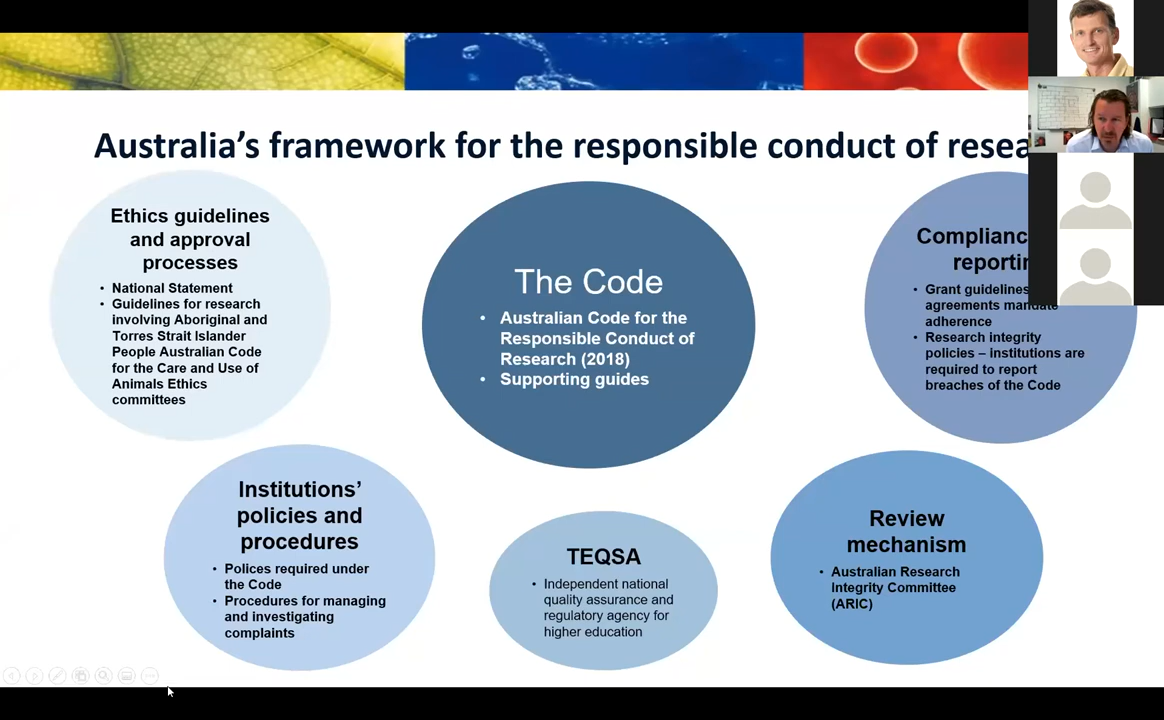 Australia's framework for the responsible conduct of
Ethics guidelines
and approval
processes
• National Statement
• Guidelines for research
involving Aboriginal and
Torres Strait Islander
People Australian Code
for the Care and Use of
Animals Ethics
committees
The Code
• Australian Code for the
Responsible Conduct of
Research (2018)
• Supporting guides
• Grant guidelines
agreements mandate
adherence
• Research integrity
policies – institutions are
required to report
breaches of the Code
Institutions'
policies and
procedures
• Polices required under
the Code
• Procedures for managing
and investigating
complaints
TEQSA
• Independent national
quality assurance and
regulatory agency for
higher education
Review
mechanism
• Australian Research
Integrity Committee
(ARIC)